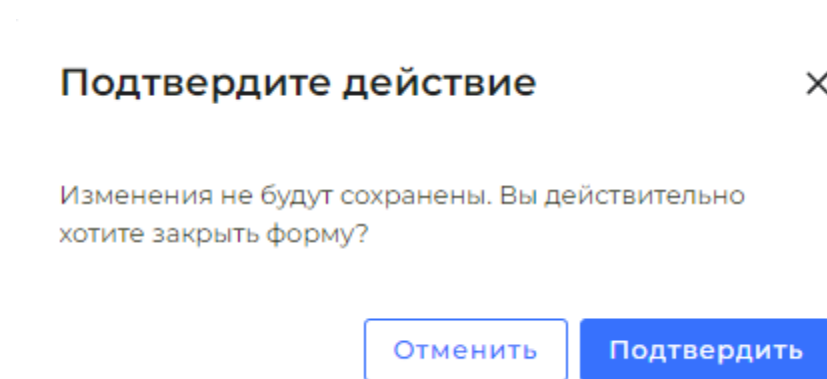 Подтвердите действие
Изменения не будут сохранены. Вы действительно
хотите закрыть форму?
Отменить
Подтвердить